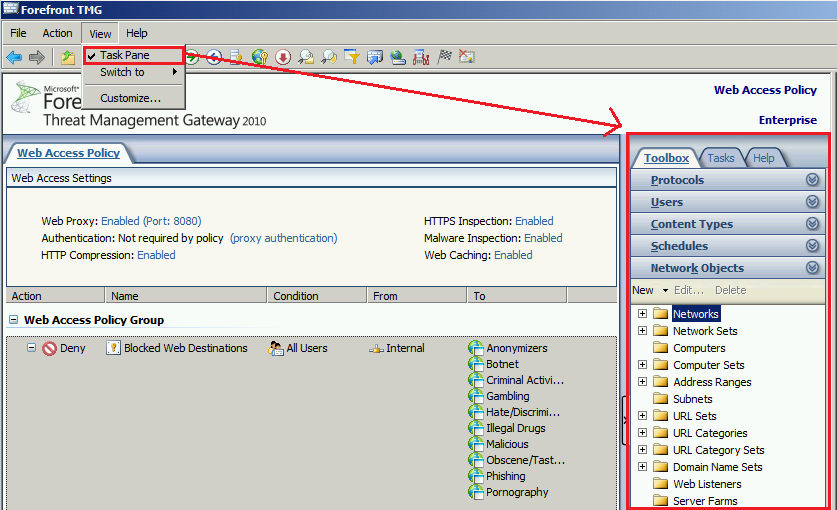 Forefront TMG
File Action View Help
Task Pane
Switch to
Customize...
Microsoft
Fore
Threat Management Gateway 2010
Web Access Policy
Enterprise
Web Access Policy
Web Access Settings
Web Proxy: Enabled (Port: 8080)
Authentication: Not required by policy (proxy authentication)
HTTP Compression: Enabled
HTTPS Inspection: Enabled
Malware Inspection: Enabled
Web Caching: Enabled
Action Name Condition From To
Web Access Policy Group
Deny Blocked Web Destinations All Users Internal Anonymizers
Botnet
Criminal Activi...
Gambling
Hate/Discrimi...
Illegal Drugs
Malicious
Obscene/Tast...
Phishing
Pornography
Toolbox Tasks Help
Protocols
Users
Content Types
Schedules
Network Objects
New Edit... Delete
Networks
Network Sets
Computers
Computer Sets
Address Ranges
Subnets
URL Sets
URL Categories
URL Category Sets
Domain Name Sets
Web Listeners
Server Farms